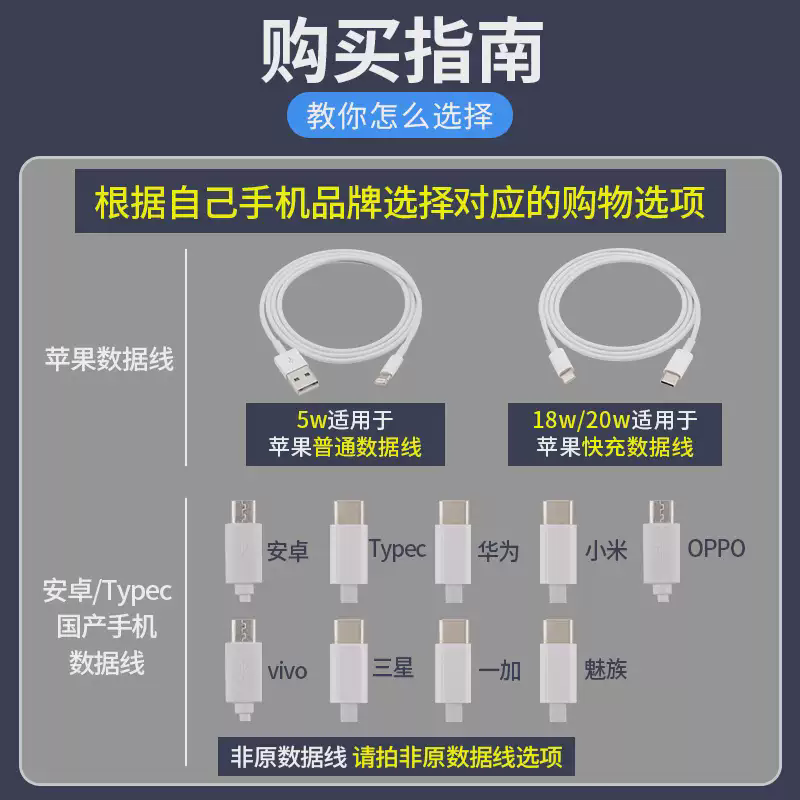 购买指南
教你怎么选择
根据自己手机品牌选择对应的购物选项
苹果数据线
5w适用于
苹果普通数据线
18w/20w适用于
苹果快充数据线
安卓/Typec
国产手机
数据线
安卓
Typec
华为
小米
OPPO
vivo
三星
一加
魅族
非原数据线 请拍非原数据线选项